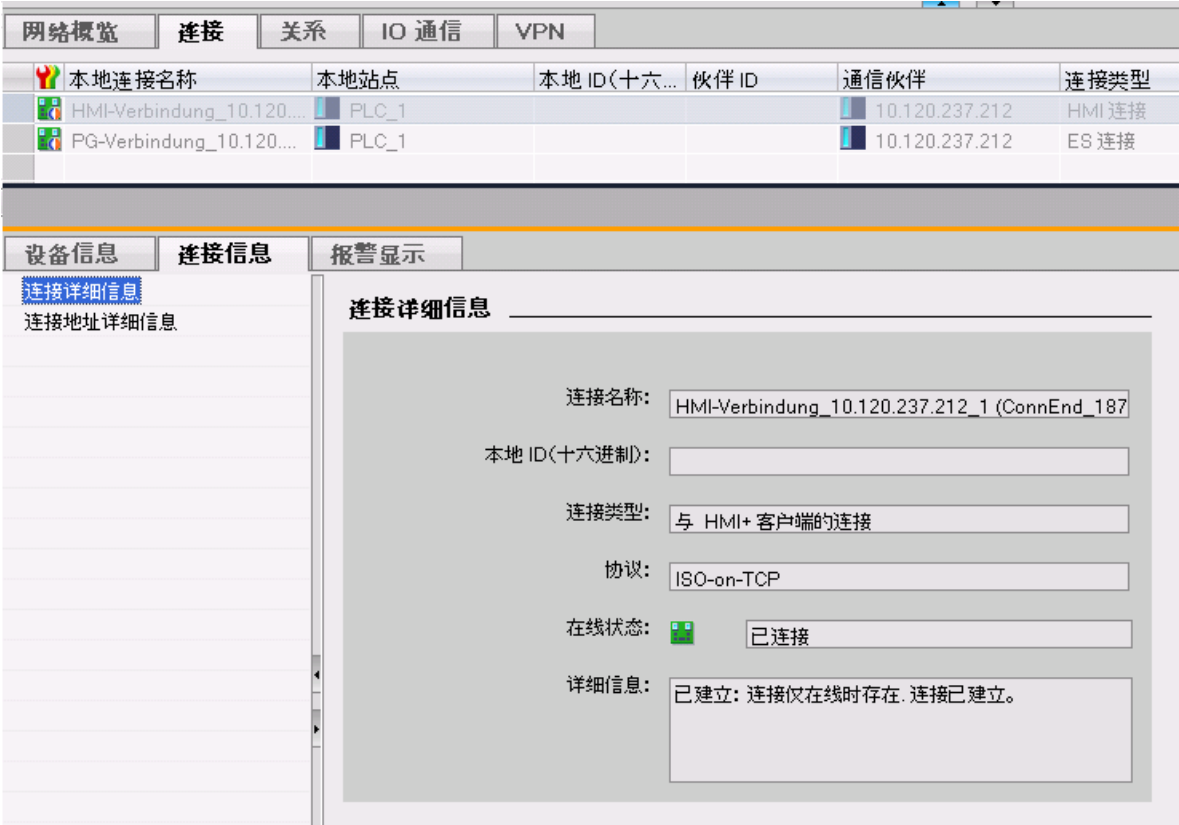 网络概览 连接 关系 IO 通信 VPN
本地连接名称 本地站点 本地 ID(十六... 伙伴 ID 通信伙伴 连接类型
HMI-Verbindung_10.120.... PLC_1 10.120.237.212 HMI 连接
PG-Verbindung_10.120.... PLC_1 10.120.237.212 ES 连接
设备信息 连接信息 报警显示
连接详细信息
连接地址详细信息
连接详细信息
连接名称: HMI-Verbindung_10.120.237.212_1 (ConnEnd_187
本地 ID(十六进制): 
连接类型: 与 HMI+ 客户端的连接
协议: ISO-on-TCP
在线状态: 已连接
详细信息: 已建立: 连接仅在线时存在. 连接已建立。